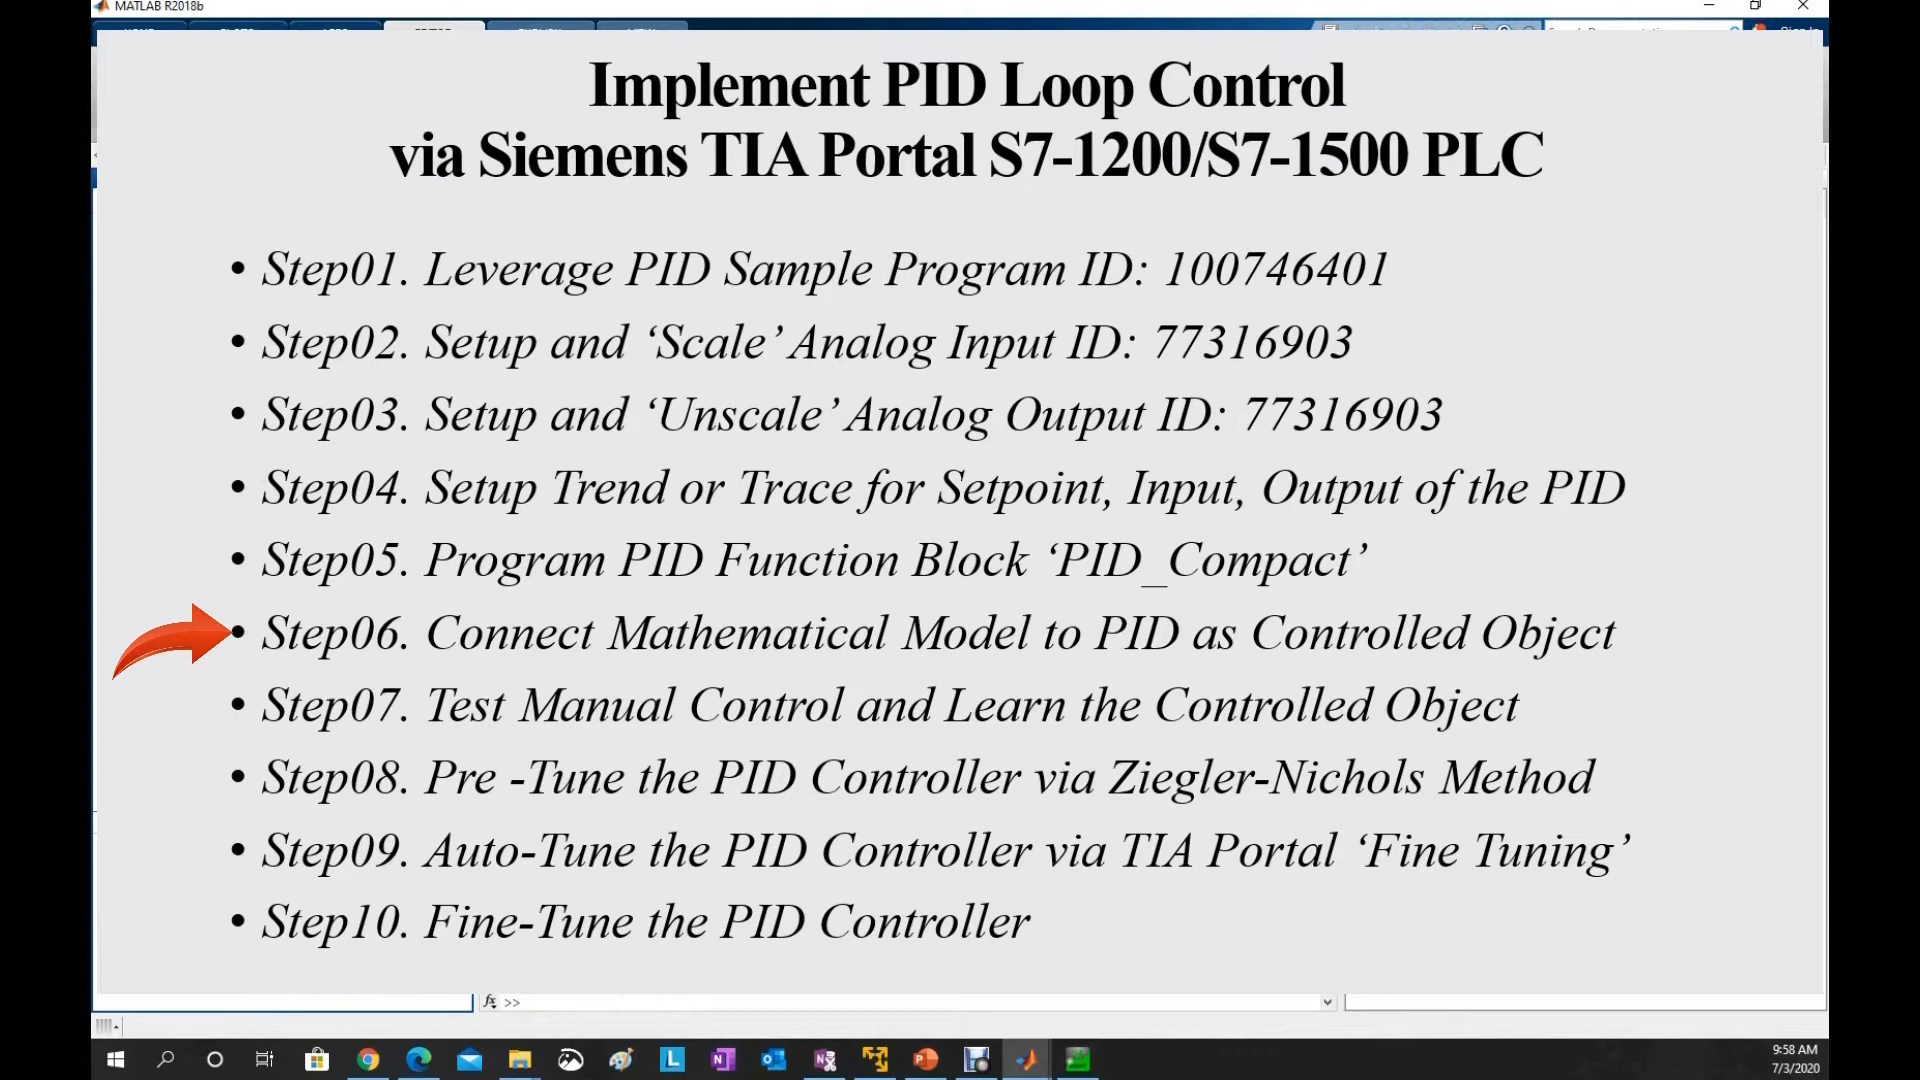 MATLAB R2018b
Implement PID Loop Control
via Siemens TIA Portal S7-1200/S7-1500 PLC
• Step01. Leverage PID Sample Program ID: 100746401
• Step02. Setup and ‘Scale’ Analog Input ID: 77316903
• Step03. Setup and ‘Unscale’ Analog Output ID: 77316903
• Step04. Setup Trend or Trace for Setpoint, Input, Output of the PID
• Step05. Program PID Function Block ‘PID_Compact’
• Step06. Connect Mathematical Model to PID as Controlled Object
• Step07. Test Manual Control and Learn the Controlled Object
• Step08. Pre -Tune the PID Controller via Ziegler-Nichols Method
• Step09. Auto-Tune the PID Controller via TIA Portal ‘Fine Tuning’
• Step10. Fine-Tune the PID Controller
fx >>
9:58 AM
7/3/2020